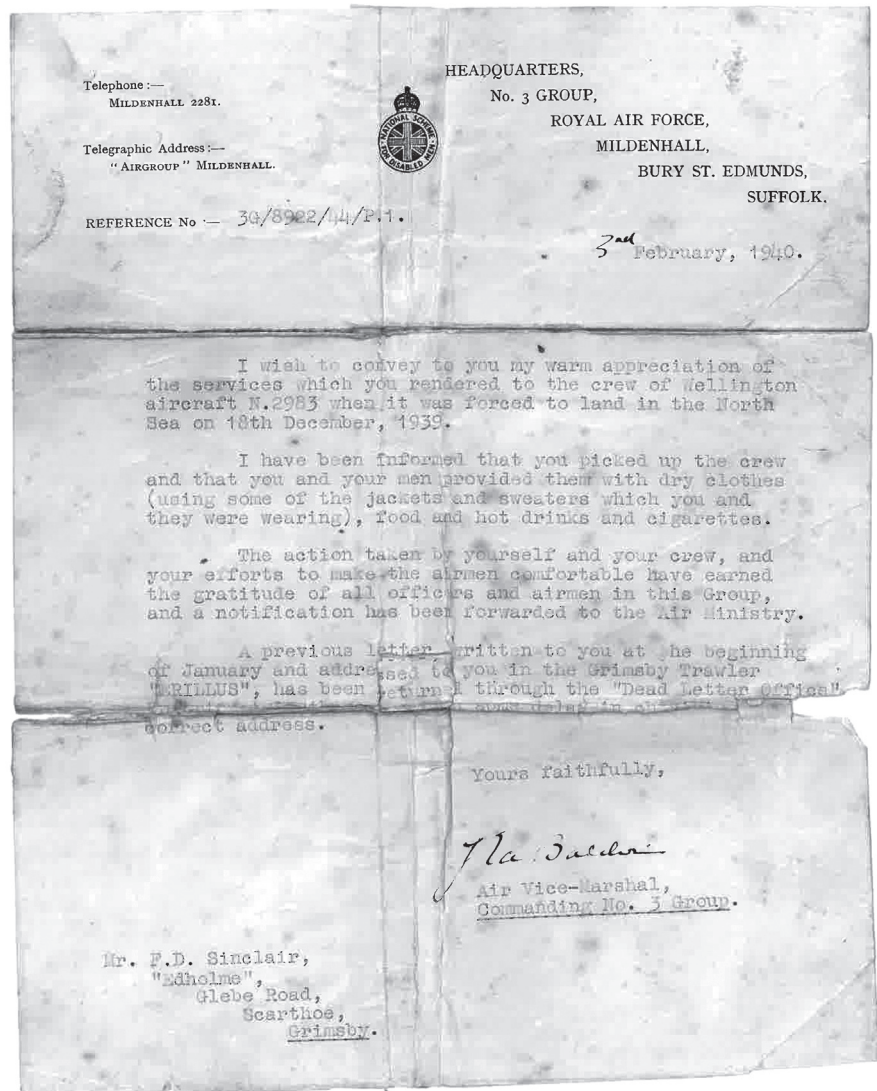 Telephone :—
MILDENHALL 2281.
Telegraphic Address :—
"AIRGROUP" MILDENHALL.
REFERENCE No ·— 3G/8922/44/P.1.
NATIONAL SCHEME
FOR DISABLED MEN
HEADQUARTERS,
No. 3 GROUP,
ROYAL AIR FORCE,
MILDENHALL,
BURY ST. EDMUNDS,
SUFFOLK.
3rd February, 1940.
I wish to convey to you my warm appreciation of
the services which you rendered to the crew of Wellington
aircraft N.2983 when it was forced to land in the North
Sea on 18th December, 1939.
I have been informed that you picked up the crew
and that you and your men provided them with dry clothes
(using some of the jackets and sweaters which you and
they were wearing), food and hot drinks and cigarettes.
The action taken by yourself and your crew, and
your efforts to make the airmen comfortable have earned
the gratitude of all officers and airmen in this Group,
and a notification has been forwarded to the Air Ministry.
A previous letter, written to you at the beginning
of January and addressed to you in the Grimsby Trawler
"ERILLUS", has been returned through the "Dead Letter Office"
correct address.
Yours faithfully,
Baldwin
Air Vice-Marshal,
Commanding No. 3 Group.
Mr. F.D. Sinclair,
"Edholme",
Glebe Road,
Scarthoe,
Grimsby.